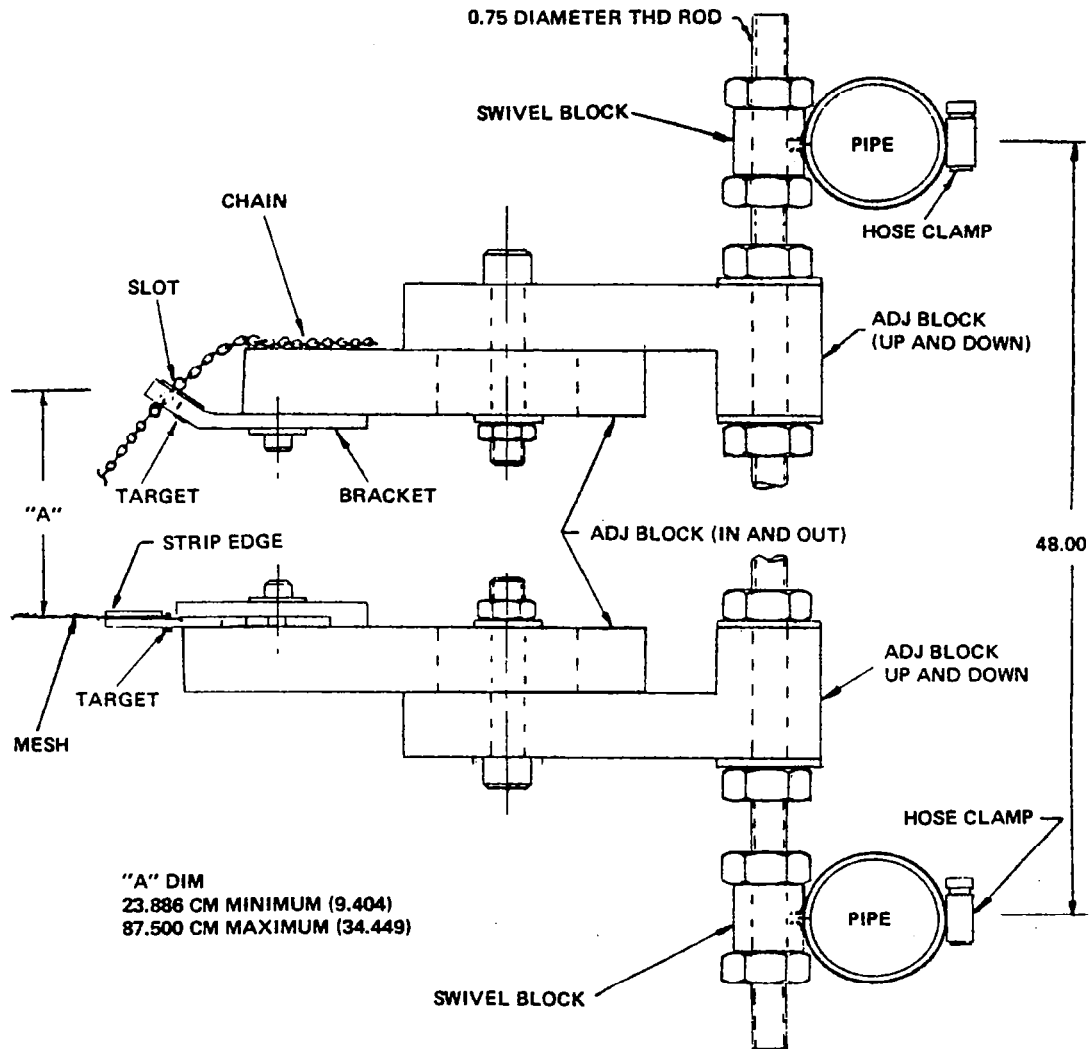 0.75 DIAMETER THD ROD
SWIVEL BLOCK
PIPE
CHAIN
HOSE CLAMP
SLOT
ADJ BLOCK
(UP AND DOWN)
TARGET
BRACKET
"A"
STRIP EDGE
ADJ BLOCK (IN AND OUT)
48.00
ADJ BLOCK
UP AND DOWN
TARGET
MESH
HOSE CLAMP
"A" DIM
23.886 CM MINIMUM (9.404)
87.500 CM MAXIMUM (34.449)
PIPE
SWIVEL BLOCK